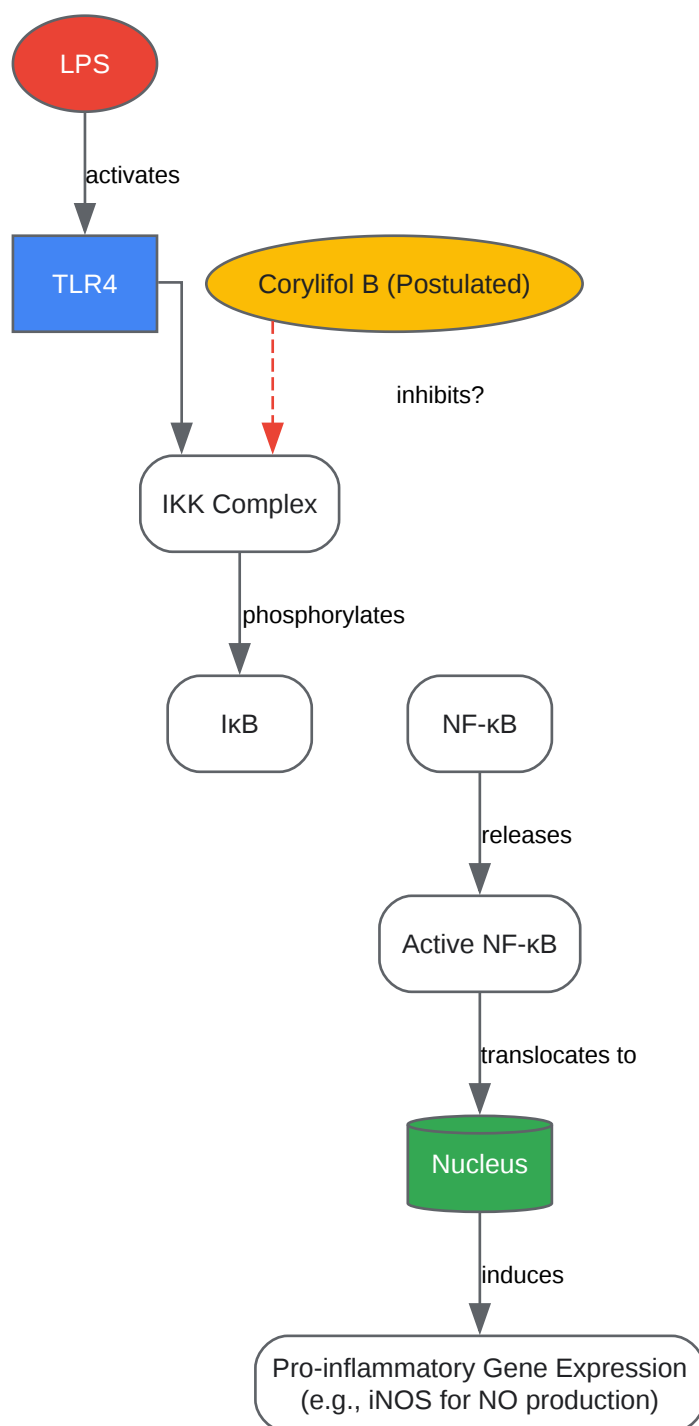 LPS
activates
TLR4
Corylifol B (Postulated)
inhibits?
IKK Complex
phosphorylates
IκB
NF-κB
releases
Active NF-κB
translocates to
Nucleus
induces
Pro-inflammatory Gene Expression
(e.g., iNOS for NO production)